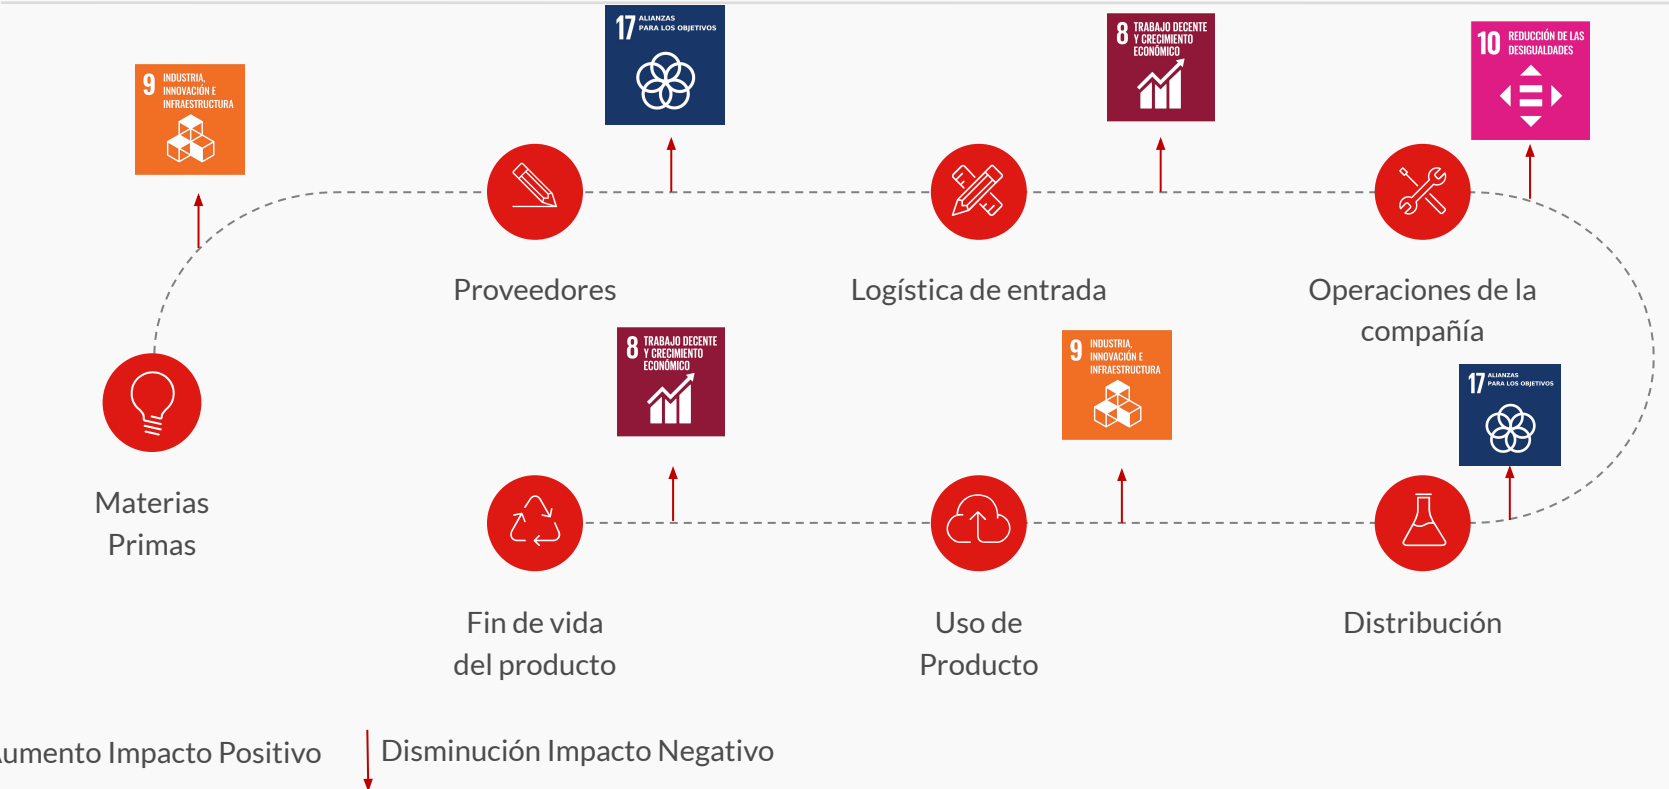 17 ALIANZAS
PARA LOS OBJETIVOS
8 TRABAJO DECENTE
Y CRECIMIENTO
ECONÓMICO
10 REDUCCIÓN DE LAS
DESIGUALDADES
9 INDUSTRIA,
INNOVACIÓN E
INFRAESTRUCTURA
Proveedores
Logística de entrada
Operaciones de la
compañía
8 TRABAJO DECENTE
Y CRECIMIENTO
ECONÓMICO
9 INDUSTRIA,
INNOVACIÓN E
INFRAESTRUCTURA
17 ALIANZAS
PARA LOS OBJETIVOS
Materias
Primas
Fin de vida
del producto
Uso de
Producto
Distribución
Aumento Impacto Positivo
Disminución Impacto Negativo